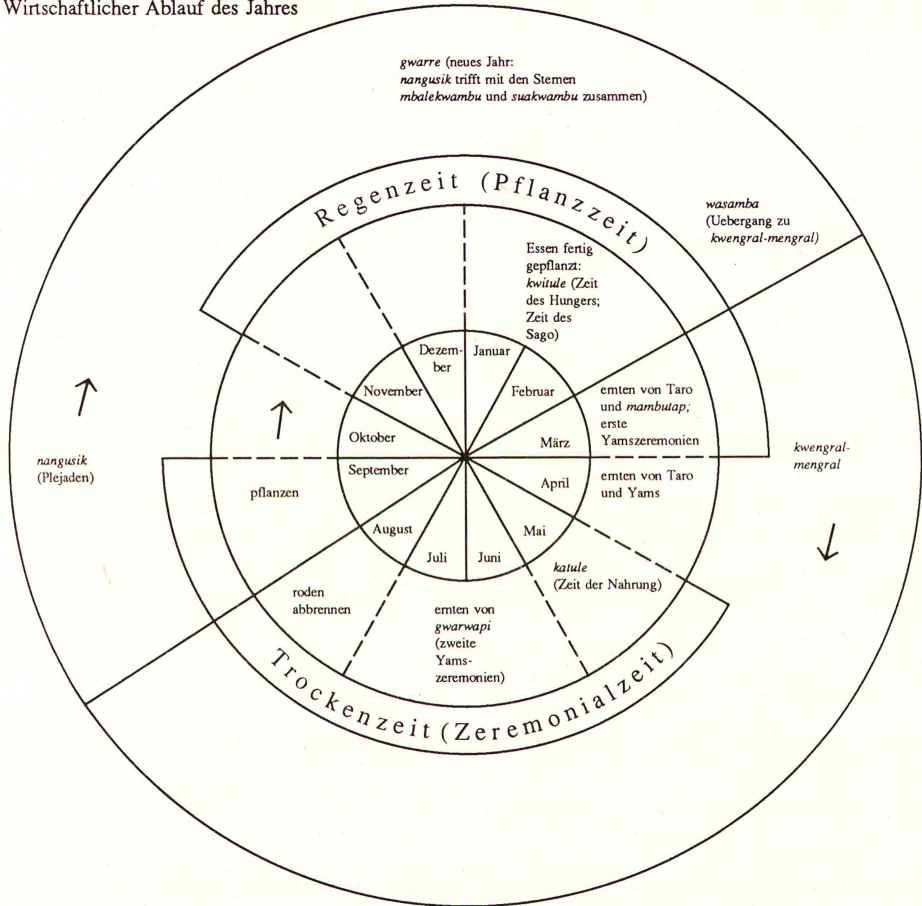 Wirtschaftlicher Ablauf des Jahres
gwarre (neues Jahr:
nangusik trifft mit den Sternen
mbalekwambu und suakwambu zusammen)
wasamba
(Uebergang zu
kwengral-mengral)
Regenzeit (Pflanzzeit)
Essen fertig
gepflanzt:
kwitule (Zeit
des Hungers;
Zeit des
Sago)
Dezem-
ber
Januar
November
Februar
ernten von Taro
und mambutap;
erste
Yamszeremonien
Oktober
März
nangusik
(Plejaden)
kwengral-
mengral
September
April
ernten von Taro
und Yams
pflanzen
August
Mai
Juli
Juni
katule
(Zeit der Nahrung)
roden
abbrennen
ernten von
gwarwapi
(zweite
Yams-
zeremonien)
Trockenzeit (Zeremonialzeit)